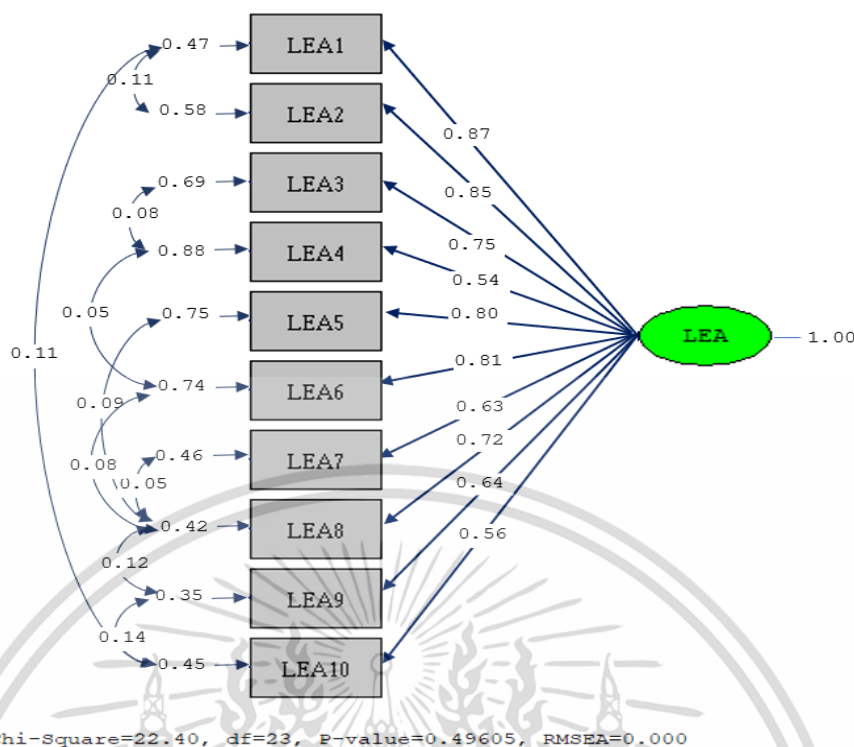 0.47 LEA1
0.11
0.58 LEA2
0.87
0.69 LEA3
0.85
0.08
0.88 LEA4
0.75
0.54
0.05
0.75 LEA5
0.80
LEA 1.00
0.11
0.74 LEA6
0.81
0.09
0.63
0.46 LEA7
0.72
0.08
0.05
0.64
0.42 LEA8
0.56
0.12
0.35 LEA9
0.14
0.45 LEA10
Chi-Square=22.40, df=23, P-value=0.49605, RMSEA=0.000